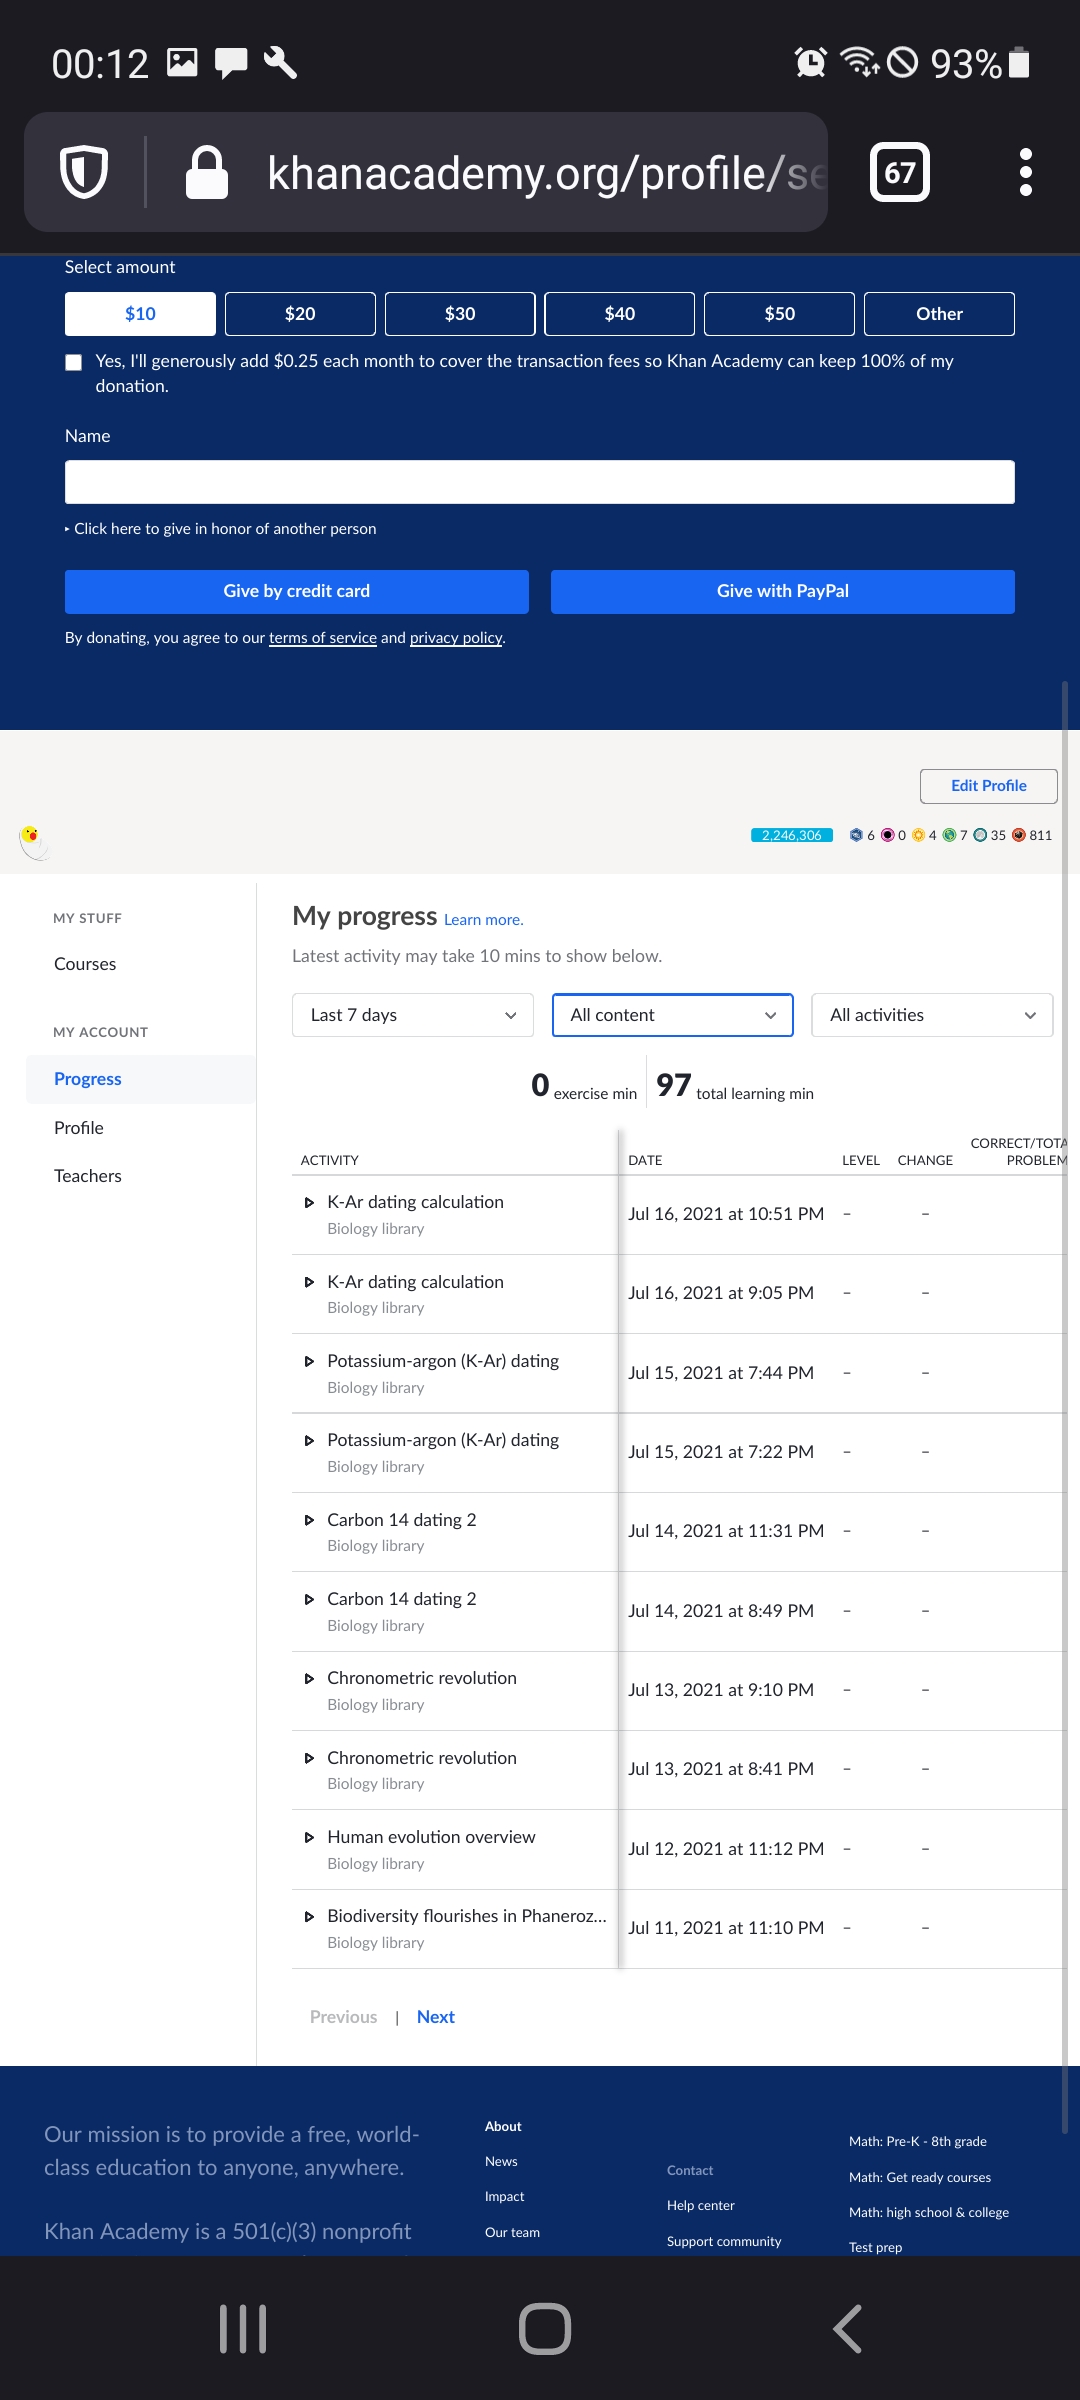 00:12
93%
khanacademy.org/profile/se
67
Select amount
$10 $20 $30 $40 $50 Other
Yes, I'll generously add $0.25 each month to cover the transaction fees so Khan Academy can keep 100% of my
donation.
Name
Click here to give in honor of another person
Give by credit card Give with PayPal
By donating, you agree to our terms of service and privacy policy.
Edit Profile
2,246,306 6 0 4 7 35 811
MY STUFF
Courses
MY ACCOUNT
Progress
Profile
Teachers
My progress Learn more.
Latest activity may take 10 mins to show below.
Last 7 days All content All activities
0 exercise min 97 total learning min
ACTIVITY DATE LEVEL CHANGE CORRECT/TOTA
PROBLEM
K-Ar dating calculation
Biology library
Jul 16, 2021 at 10:51 PM – –
K-Ar dating calculation
Biology library
Jul 16, 2021 at 9:05 PM – –
Potassium-argon (K-Ar) dating
Biology library
Jul 15, 2021 at 7:44 PM – –
Potassium-argon (K-Ar) dating
Biology library
Jul 15, 2021 at 7:22 PM – –
Carbon 14 dating 2
Biology library
Jul 14, 2021 at 11:31 PM – –
Carbon 14 dating 2
Biology library
Jul 14, 2021 at 8:49 PM – –
Chronometric revolution
Biology library
Jul 13, 2021 at 9:10 PM – –
Chronometric revolution
Biology library
Jul 13, 2021 at 8:41 PM – –
Human evolution overview
Biology library
Jul 12, 2021 at 11:12 PM – –
Biodiversity flourishes in Phaneroz...
Biology library
Jul 11, 2021 at 11:10 PM – –
Previous | Next
Our mission is to provide a free, world-
class education to anyone, anywhere.
Khan Academy is a 501(c)(3) nonprofit
About
News
Impact
Our team
Contact
Help center
Support community
Math: Pre-K - 8th grade
Math: Get ready courses
Math: high school & college
Test prep